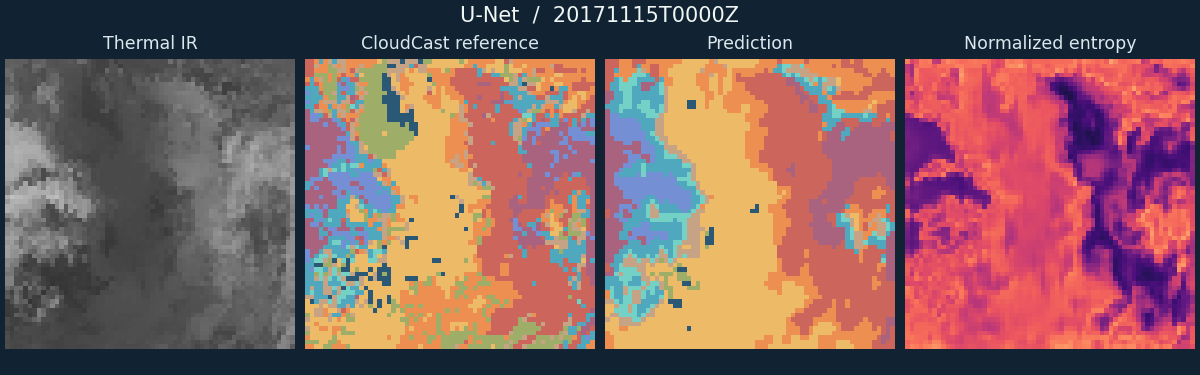 U-Net / 20171115T0000Z
Thermal IR
CloudCast reference
Prediction
Normalized entropy